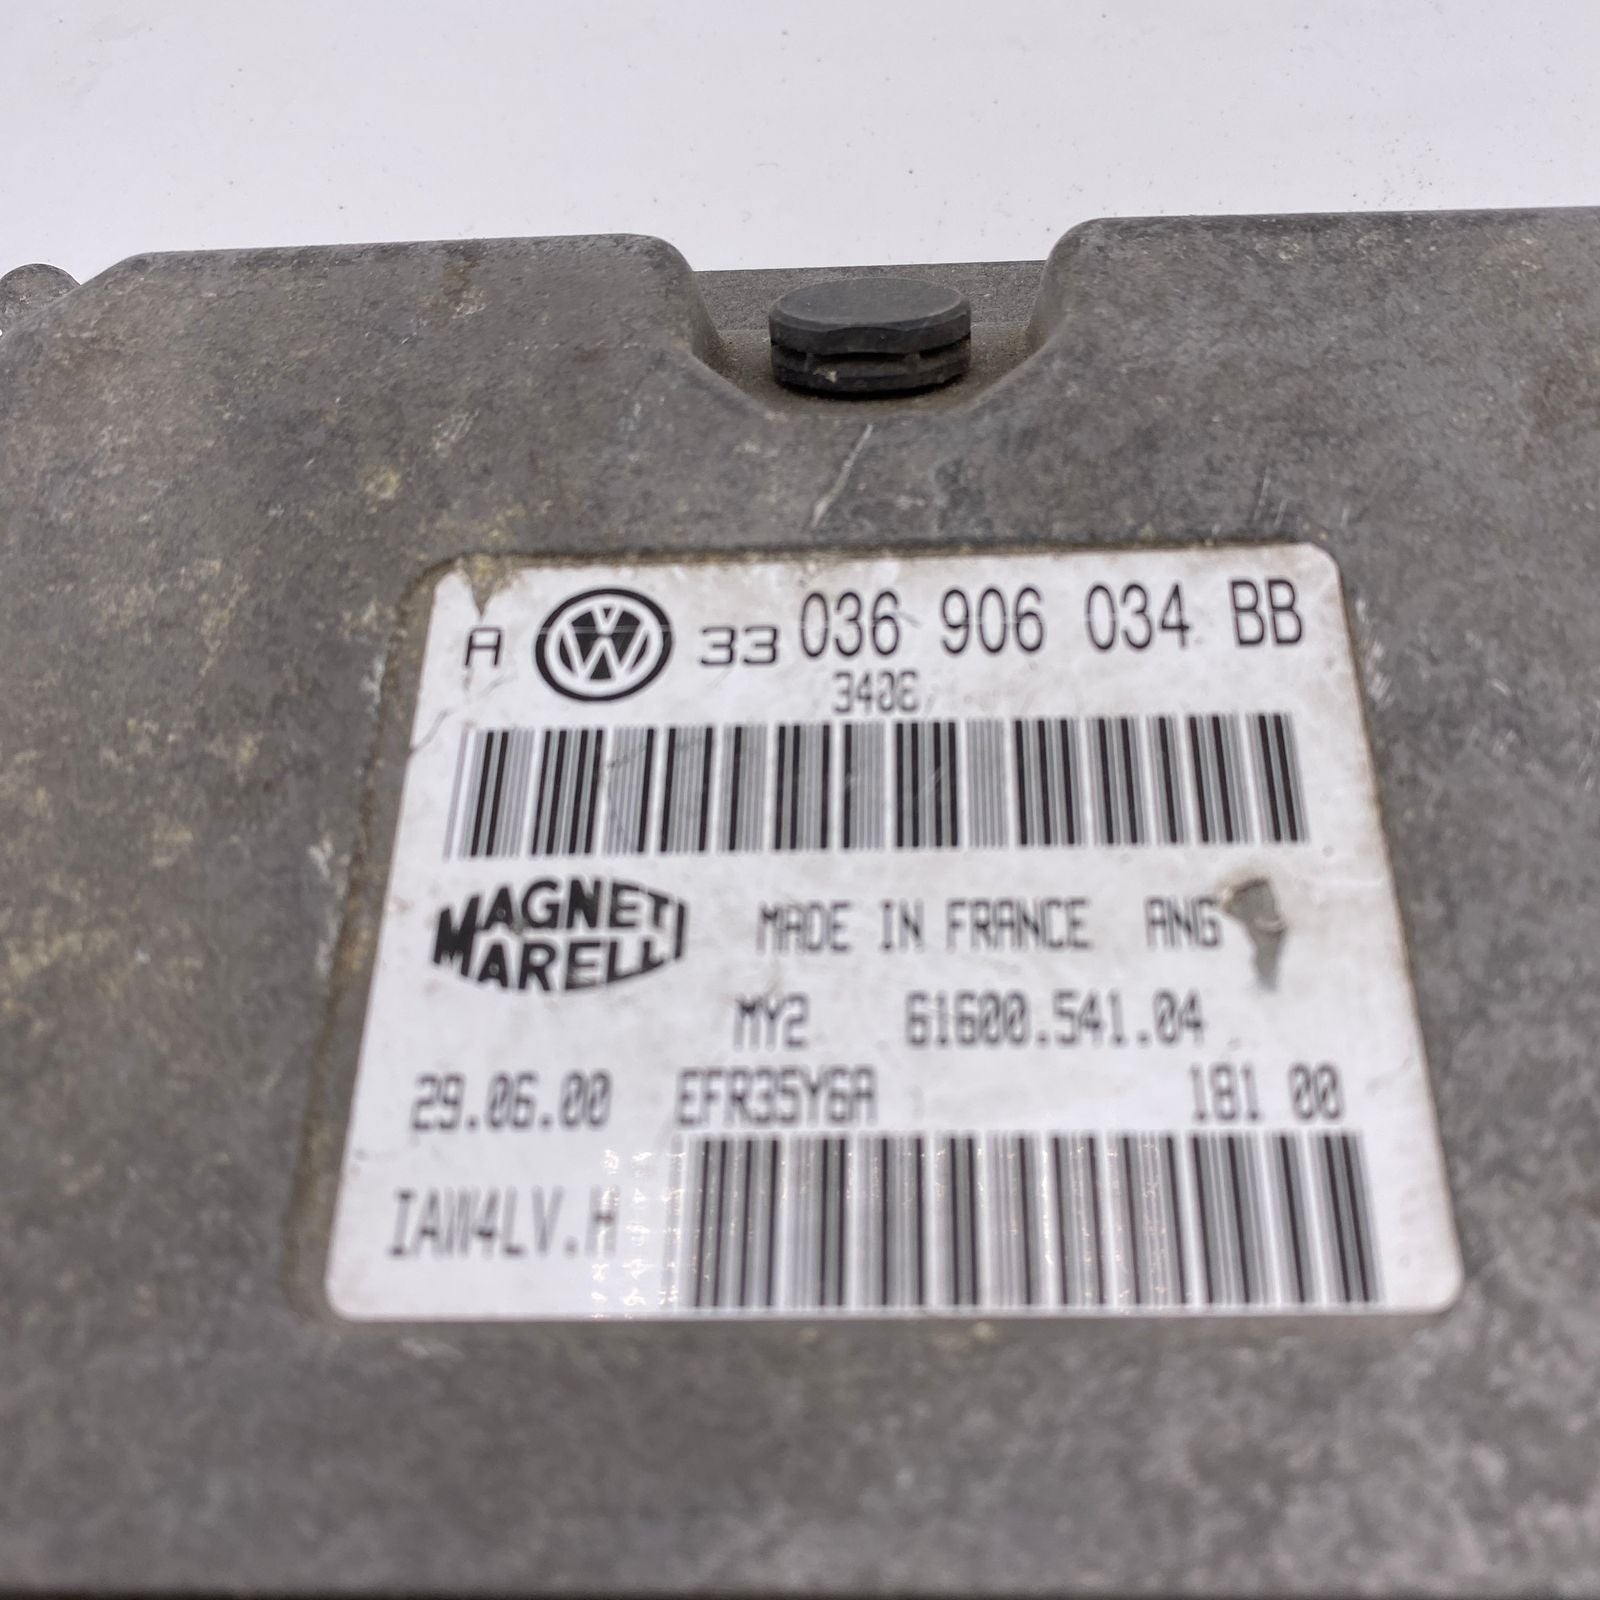 A VW 33 036 906 034 BB
MAGNETI MARELLI
MADE IN FRANCE ANG
MY2 61600.541.04
29.06.00 EFR35Y6A 181 00
IAW4LV.H